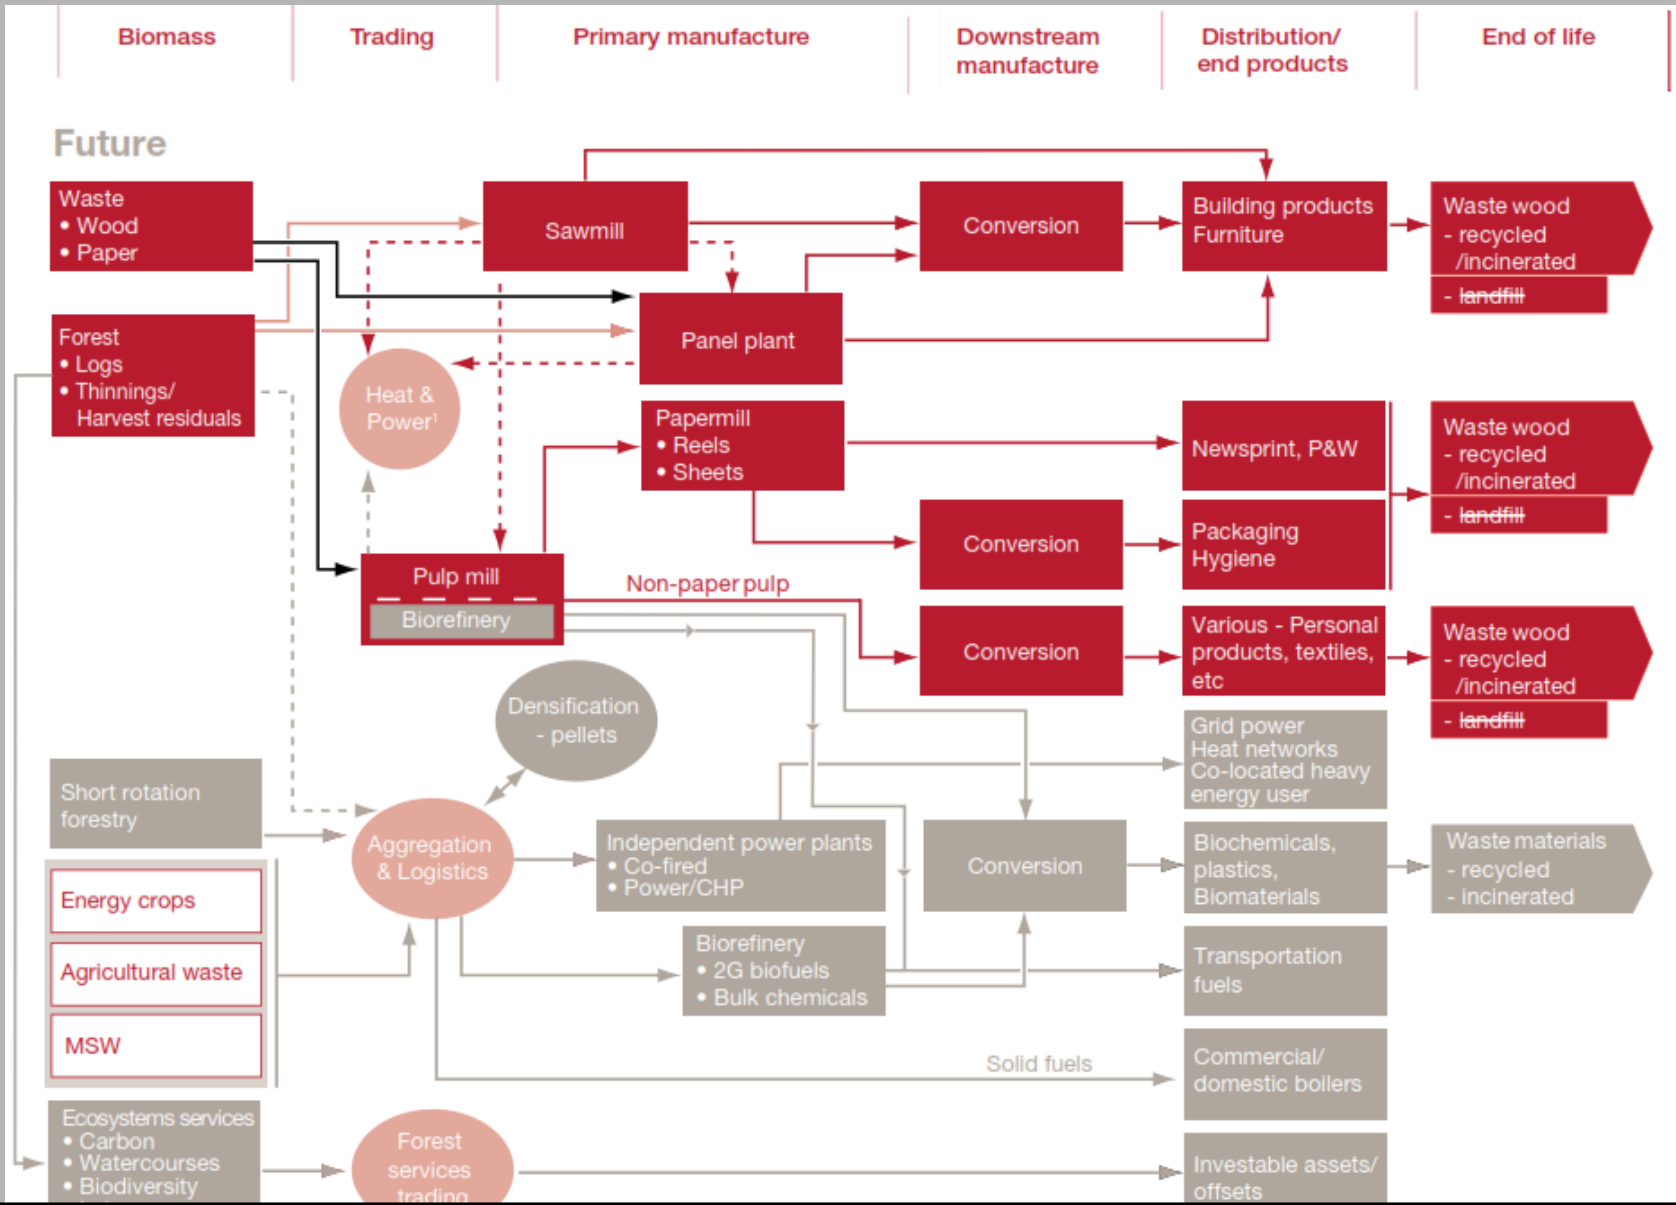 Biomass
Trading
Primary manufacture
Downstream
manufacture
Distribution/
end products
End of life
Future
Waste
• Wood
• Paper
Forest
• Logs
• Thinnings/
Harvest residuals
Sawmill
Panel plant
Heat &
Power¹
Papermill
• Reels
• Sheets
Pulp mill
Biorefinery
Non-paper pulp
Conversion
Building products
Furniture
Waste wood
- recycled
/incinerated
- landfill
Newsprint, P&W
Conversion
Packaging
Hygiene
Waste wood
- recycled
/incinerated
- landfill
Conversion
Various - Personal
products, textiles,
etc
Waste wood
- recycled
/incinerated
- landfill
Densification
- pellets
Grid power
Heat networks
Co-located heavy
energy user
Short rotation
forestry
Aggregation
& Logistics
Independent power plants
• Co-fired
• Power/CHP
Conversion
Biochemicals,
plastics,
Biomaterials
Waste materials
- recycled
- incinerated
Energy crops
Agricultural waste
MSW
Biorefinery
• 2G biofuels
• Bulk chemicals
Transportation
fuels
Solid fuels
Commercial/
domestic boilers
Ecosystems services
• Carbon
• Watercourses
• Biodiversity
Forest
services
trading
Investable assets/
offsets